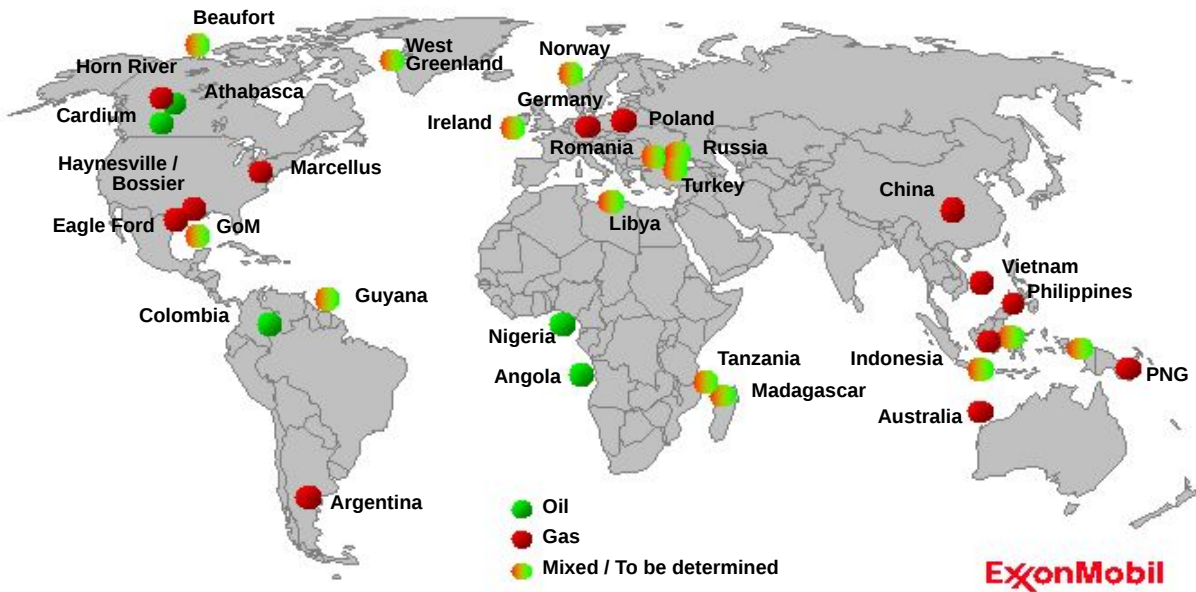 Beaufort
West
Greenland
Norway
Horn River
Athabasca
Germany
Cardium
Ireland
Poland
Romania
Russia
Haynesville /
Bossier
Marcellus
Turkey
China
Eagle Ford
GoM
Libya
Vietnam
Philippines
Guyana
Colombia
Nigeria
Tanzania
Indonesia
Angola
Madagascar
PNG
Australia
Argentina
Oil
Gas
Mixed / To be determined
ExxonMobil